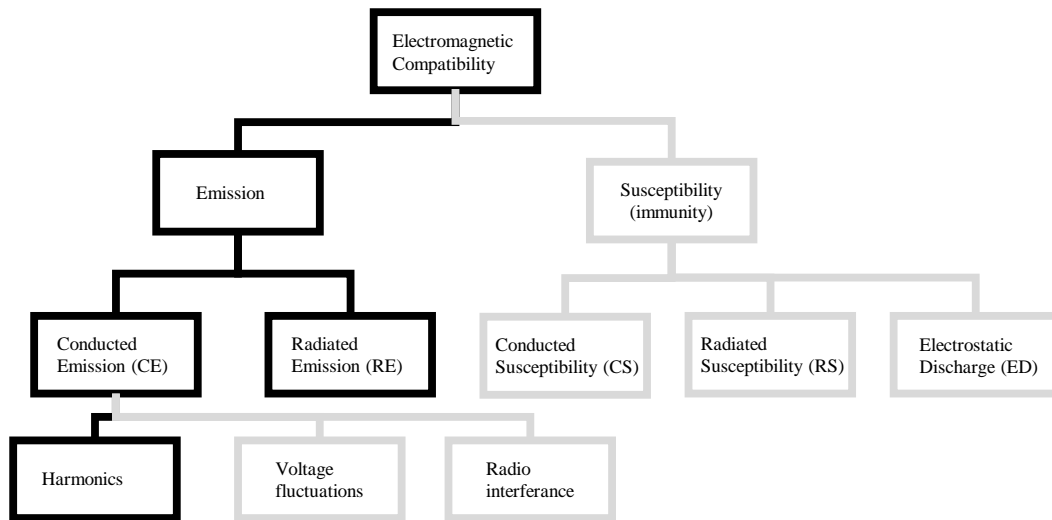 Electromagnetic
Compatibility
Emission
Susceptibility
(immunity)
Conducted
Emission (CE)
Radiated
Emission (RE)
Conducted
Susceptibility (CS)
Radiated
Susceptibility (RS)
Electrostatic
Discharge (ED)
Harmonics
Voltage
fluctuations
Radio
interferance